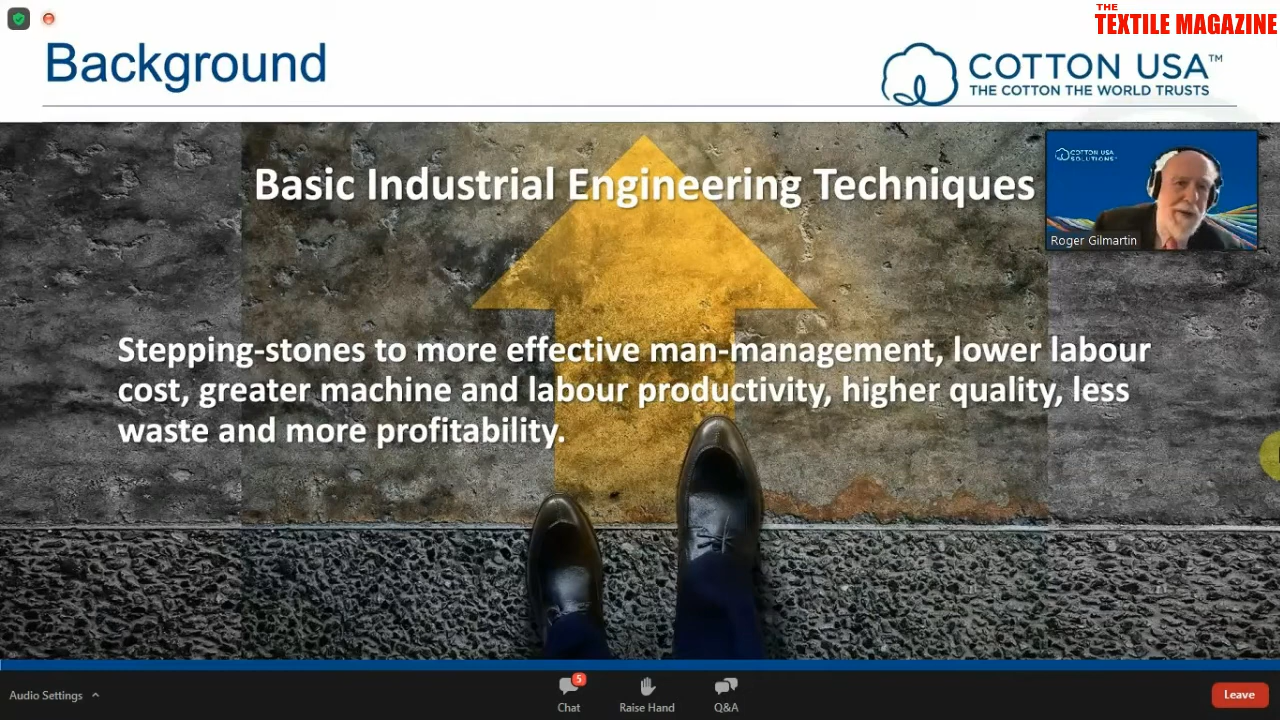 THE
TEXTILE MAGAZINE
Background
COTTON USA™
THE COTTON THE WORLD TRUSTS
Basic Industrial Engineering Techniques
COTTON USA
SOLUTIONS
Roger Gilmartin
Stepping-stones to more effective man-management, lower labour
cost, greater machine and labour productivity, higher quality, less
waste and more profitability.
Audio Settings
5
Chat
Raise Hand
Q&A
Leave